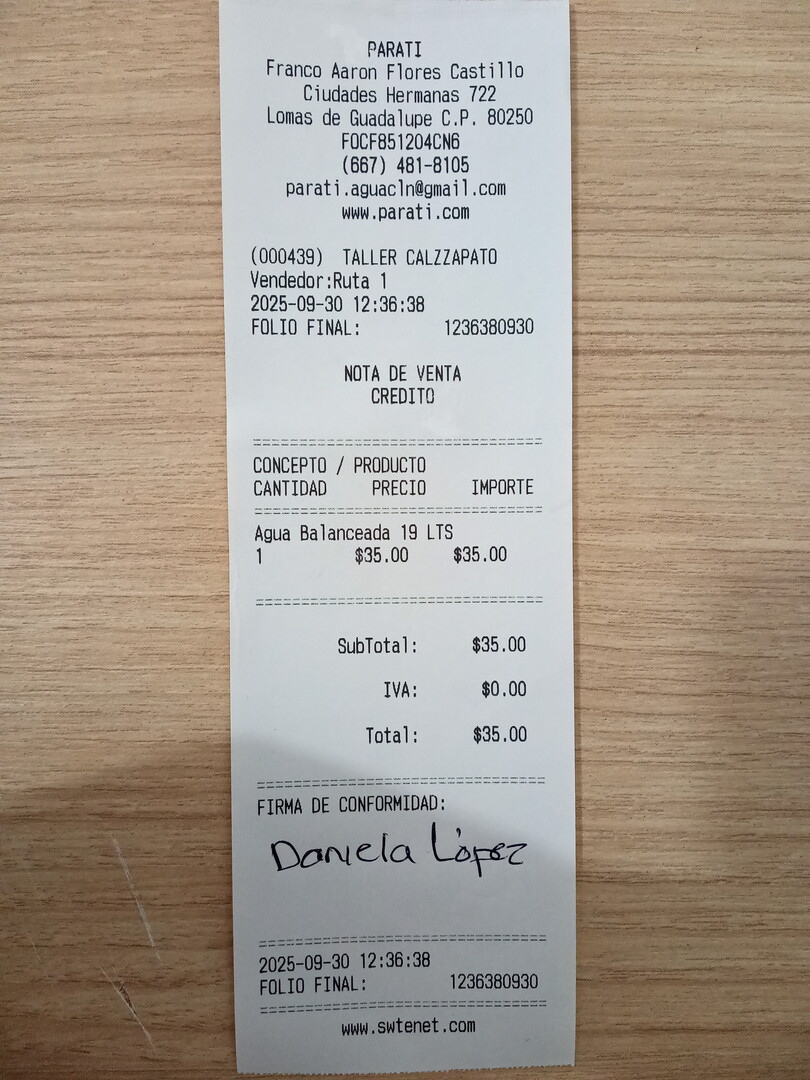 PARATI
Franco Aaron Flores Castillo
Ciudades Hermanas 722
Lomas de Guadalupe C.P. 80250
FOCF851204CN6
(667) 481-8105
parati.aguacln@gmail.com
www.parati.com
(000439) TALLER CALZZAPATO
Vendedor:Ruta 1
2025-09-30 12:36:38
FOLIO FINAL: 1236380930
NOTA DE VENTA
CREDITO
CONCEPTO / PRODUCTO
CANTIDAD PRECIO IMPORTE
Agua Balanceada 19 LTS
1 $35.00 $35.00
SubTotal: $35.00
IVA: $0.00
Total: $35.00
FIRMA DE CONFORMIDAD:
Daniela López
2025-09-30 12:36:38
FOLIO FINAL: 1236380930
www.swtenet.com